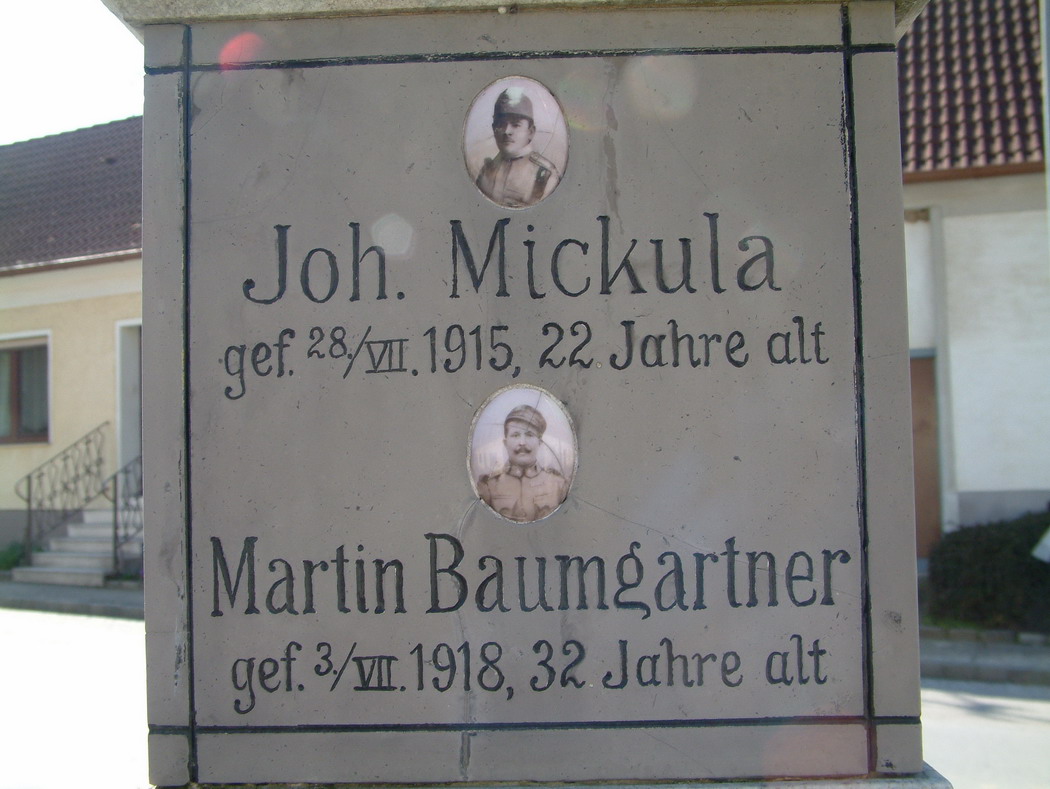 Joh. Mickula
gef. 28./VII. 1915, 22 Jahre alt
Martin Baumgartner
gef. 3./VII. 1918, 32 Jahre alt